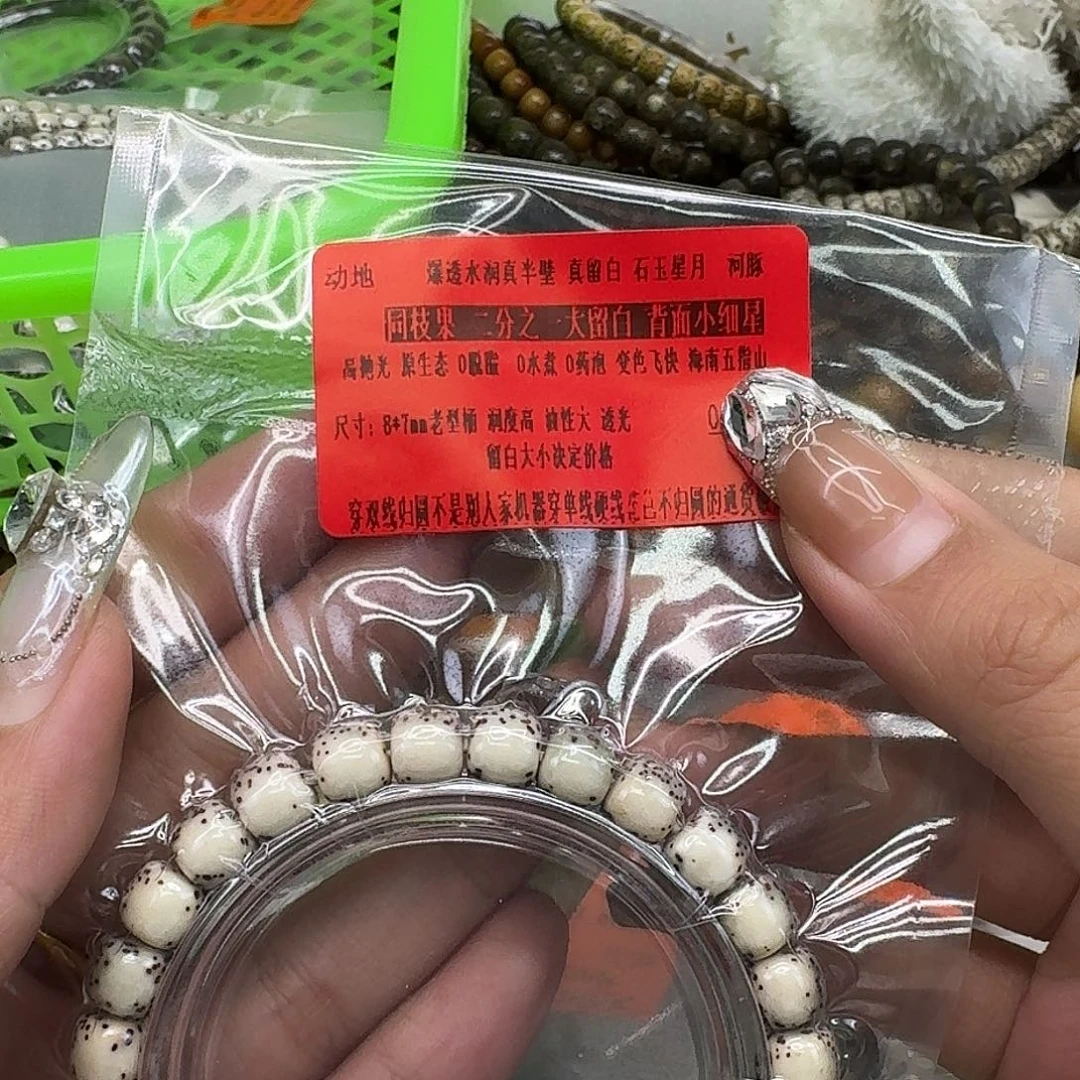 动地 爆透水润真半壁 真留白 石玉星月 河豚
同枝果 二分之一大留白 背面小细星
高抛光 原生态 0脱脂 0水煮 0药泡 变色飞快 海南五指山
尺寸：8*7mm老型桶 润度高 油性大 透光
留白大小决定价格
穿双线归圆不是别人家机器穿单线硬线 不归圆的通货